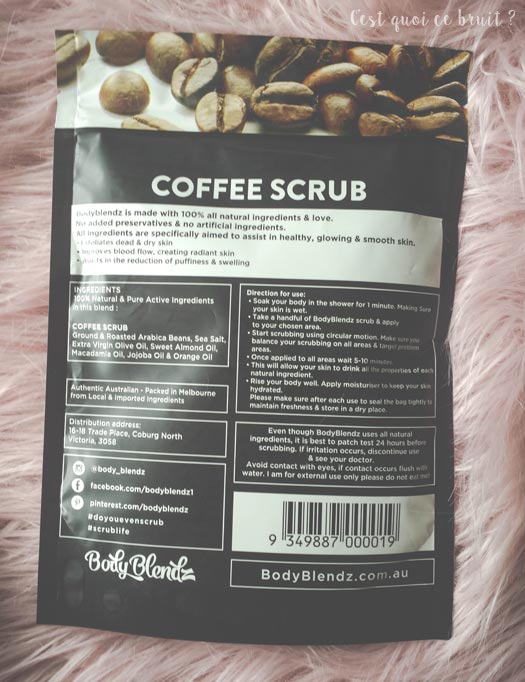 C'est quoi ce bruit ?
COFFEE SCRUB
Bodyblendz is made with 100% all natural ingredients & love.
No added preservatives & no artificial ingredients.
All ingredients are specifically aimed to assist in healthy, glowing & smooth skin.
• Exfoliates dead & dry skin
• Improves blood flow, creating radiant skin
• Assists in the reduction of puffiness & swelling
INGREDIENTS
100% Natural & Pure Active Ingredients
in this blend :
COFFEE SCRUB
Ground & Roasted Arabica Beans, Sea Salt,
Extra Virgin Olive Oil, Sweet Almond Oil,
Macadamia Oil, Jojoba Oil & Orange Oil
Authentic Australian - Packed in Melbourne
from Local & Imported Ingredients
Distribution address:
16-18 Trade Place, Coburg North
Victoria, 3058
@body_blendz
facebook.com/bodyblendz1
pinterest.com/bodyblendz
#doyouevenscrub
#scrublife
Body Blendz
Direction for use:
• Soak your body in the shower for 1 minute. Making Sure
your skin is wet.
• Take a handful of BodyBlendz scrub & apply
to your chosen area.
• Start scrubbing using circular motion. Make sure you
balance your scrubbing on all areas & target problem
areas.
• Once applied to all areas wait 5-10 minutes
• This will allow your skin to drink all the properties of each
natural ingredient.
• Rise your body well. Apply moisturiser to keep your skin
hydrated.
Please make sure after each use to seal the bag tightly to
maintain freshness & store in a dry place.
Even though BodyBlendz uses all natural
ingredients, it is best to patch test 24 hours before
scrubbing. If irritation occurs, discontinue use
& see your doctor.
Avoid contact with eyes, if contact occurs flush with
water. I am for external use only please do not eat me!
9 349887 000019
BodyBlendz.com.au